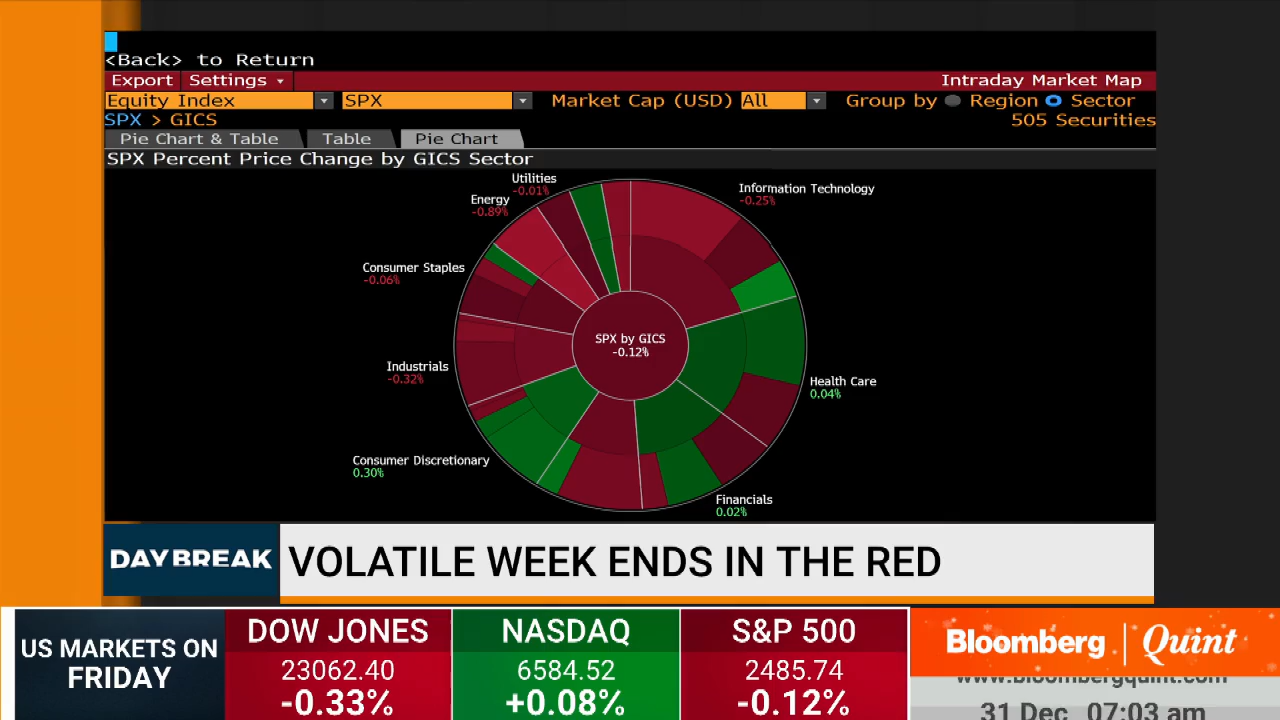 <Back> to Return
Export Settings Intraday Market Map
Equity Index SPX Market Cap (USD) All Group by Region Sector
SPX > GICS 505 Securities
Pie Chart & Table Table Pie Chart
SPX Percent Price Change by GICS Sector
Utilities
-0.01%
Energy
-0.89%
Information Technology
-0.25%
Consumer Staples
-0.06%
SPX by GICS
-0.12%
Industrials
-0.32%
Health Care
0.04%
Consumer Discretionary
0.30%
Financials
0.02%
DAYBREAK VOLATILE WEEK ENDS IN THE RED
US MARKETS ON FRIDAY
DOW JONES
23062.40
-0.33%
NASDAQ
6584.52
+0.08%
S&P 500
2485.74
-0.12%
Bloomberg | Quint
www.bloombergquint.com
31 Dec 07:03 am